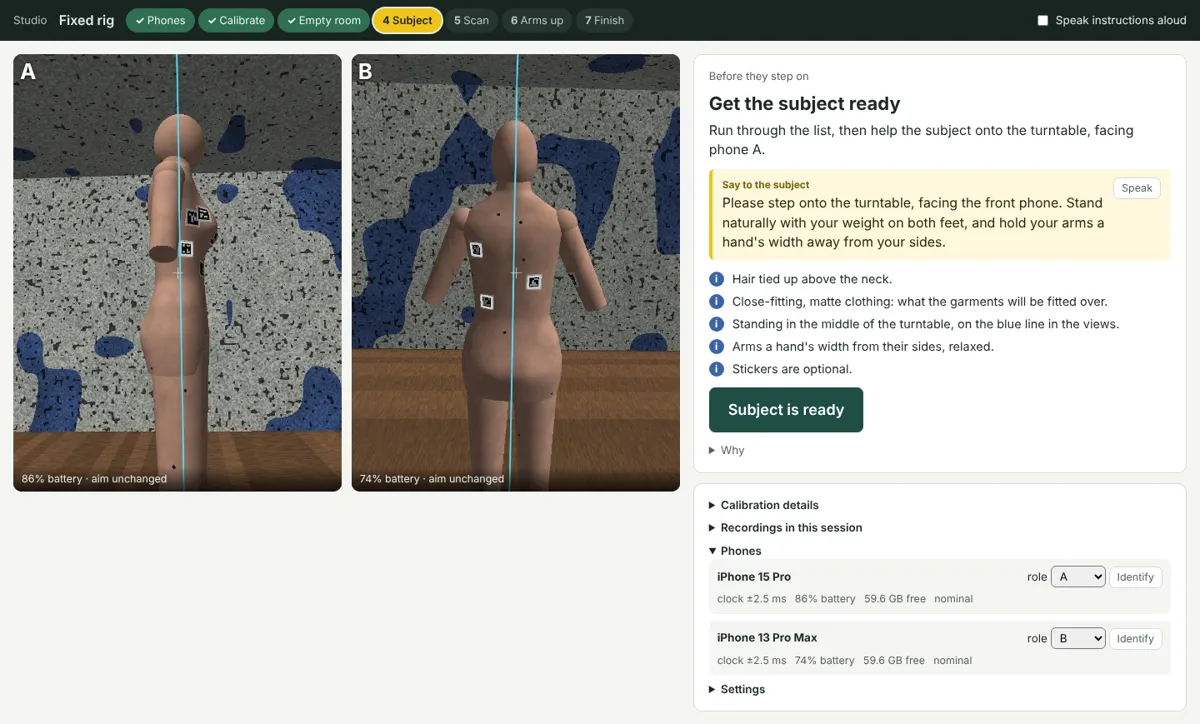 Studio Fixed rig ✓ Phones ✓ Calibrate ✓ Empty room 4 Subject 5 Scan 6 Arms up 7 Finish Speak instructions aloud
A
86% battery · aim unchanged
B
74% battery · aim unchanged
Before they step on
Get the subject ready
Run through the list, then help the subject onto the turntable, facing
phone A.
Say to the subject
Speak
Please step onto the turntable, facing the front phone. Stand
naturally with your weight on both feet, and hold your arms a
hand's width away from your sides.
i Hair tied up above the neck.
i Close-fitting, matte clothing: what the garments will be fitted over.
i Standing in the middle of the turntable, on the blue line in the views.
i Arms a hand's width from their sides, relaxed.
i Stickers are optional.
Subject is ready
Why
Calibration details
Recordings in this session
Phones
iPhone 15 Pro role A Identify
clock ±2.5 ms 86% battery 59.6 GB free nominal
iPhone 13 Pro Max role B Identify
clock ±2.5 ms 74% battery 59.6 GB free nominal
Settings